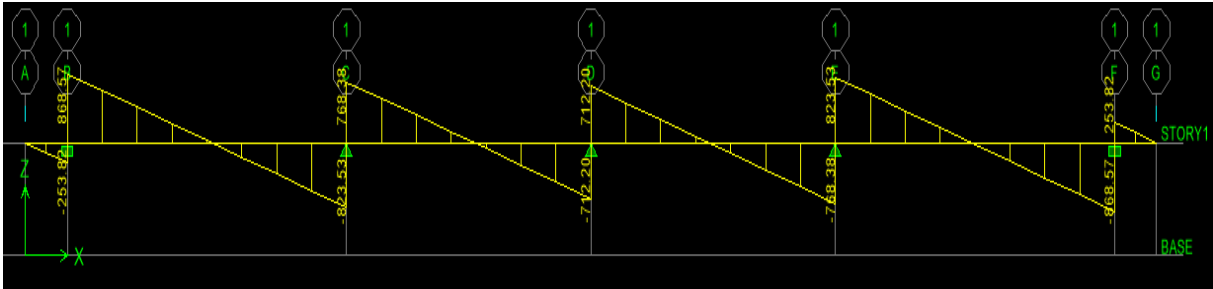 1 1 1 1 1 1 1
A B C D E F G
868.57 768.38 712.20 823.53 253.82
STORY1
-253.82 -823.53 -712.20 -768.38 -868.57
Z
X
BASE